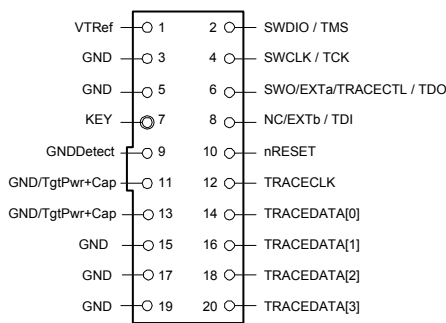 VTRef 1 2 SWDIO / TMS
GND 3 4 SWCLK / TCK
GND 5 6 SWO/EXTa/TRACECTL / TDO
KEY 7 8 NC/EXTb / TDI
GNDDetect 9 10 nRESET
GND/TgtPwr+Cap 11 12 TRACECLK
GND/TgtPwr+Cap 13 14 TRACEDATA[0]
GND 15 16 TRACEDATA[1]
GND 17 18 TRACEDATA[2]
GND 19 20 TRACEDATA[3]